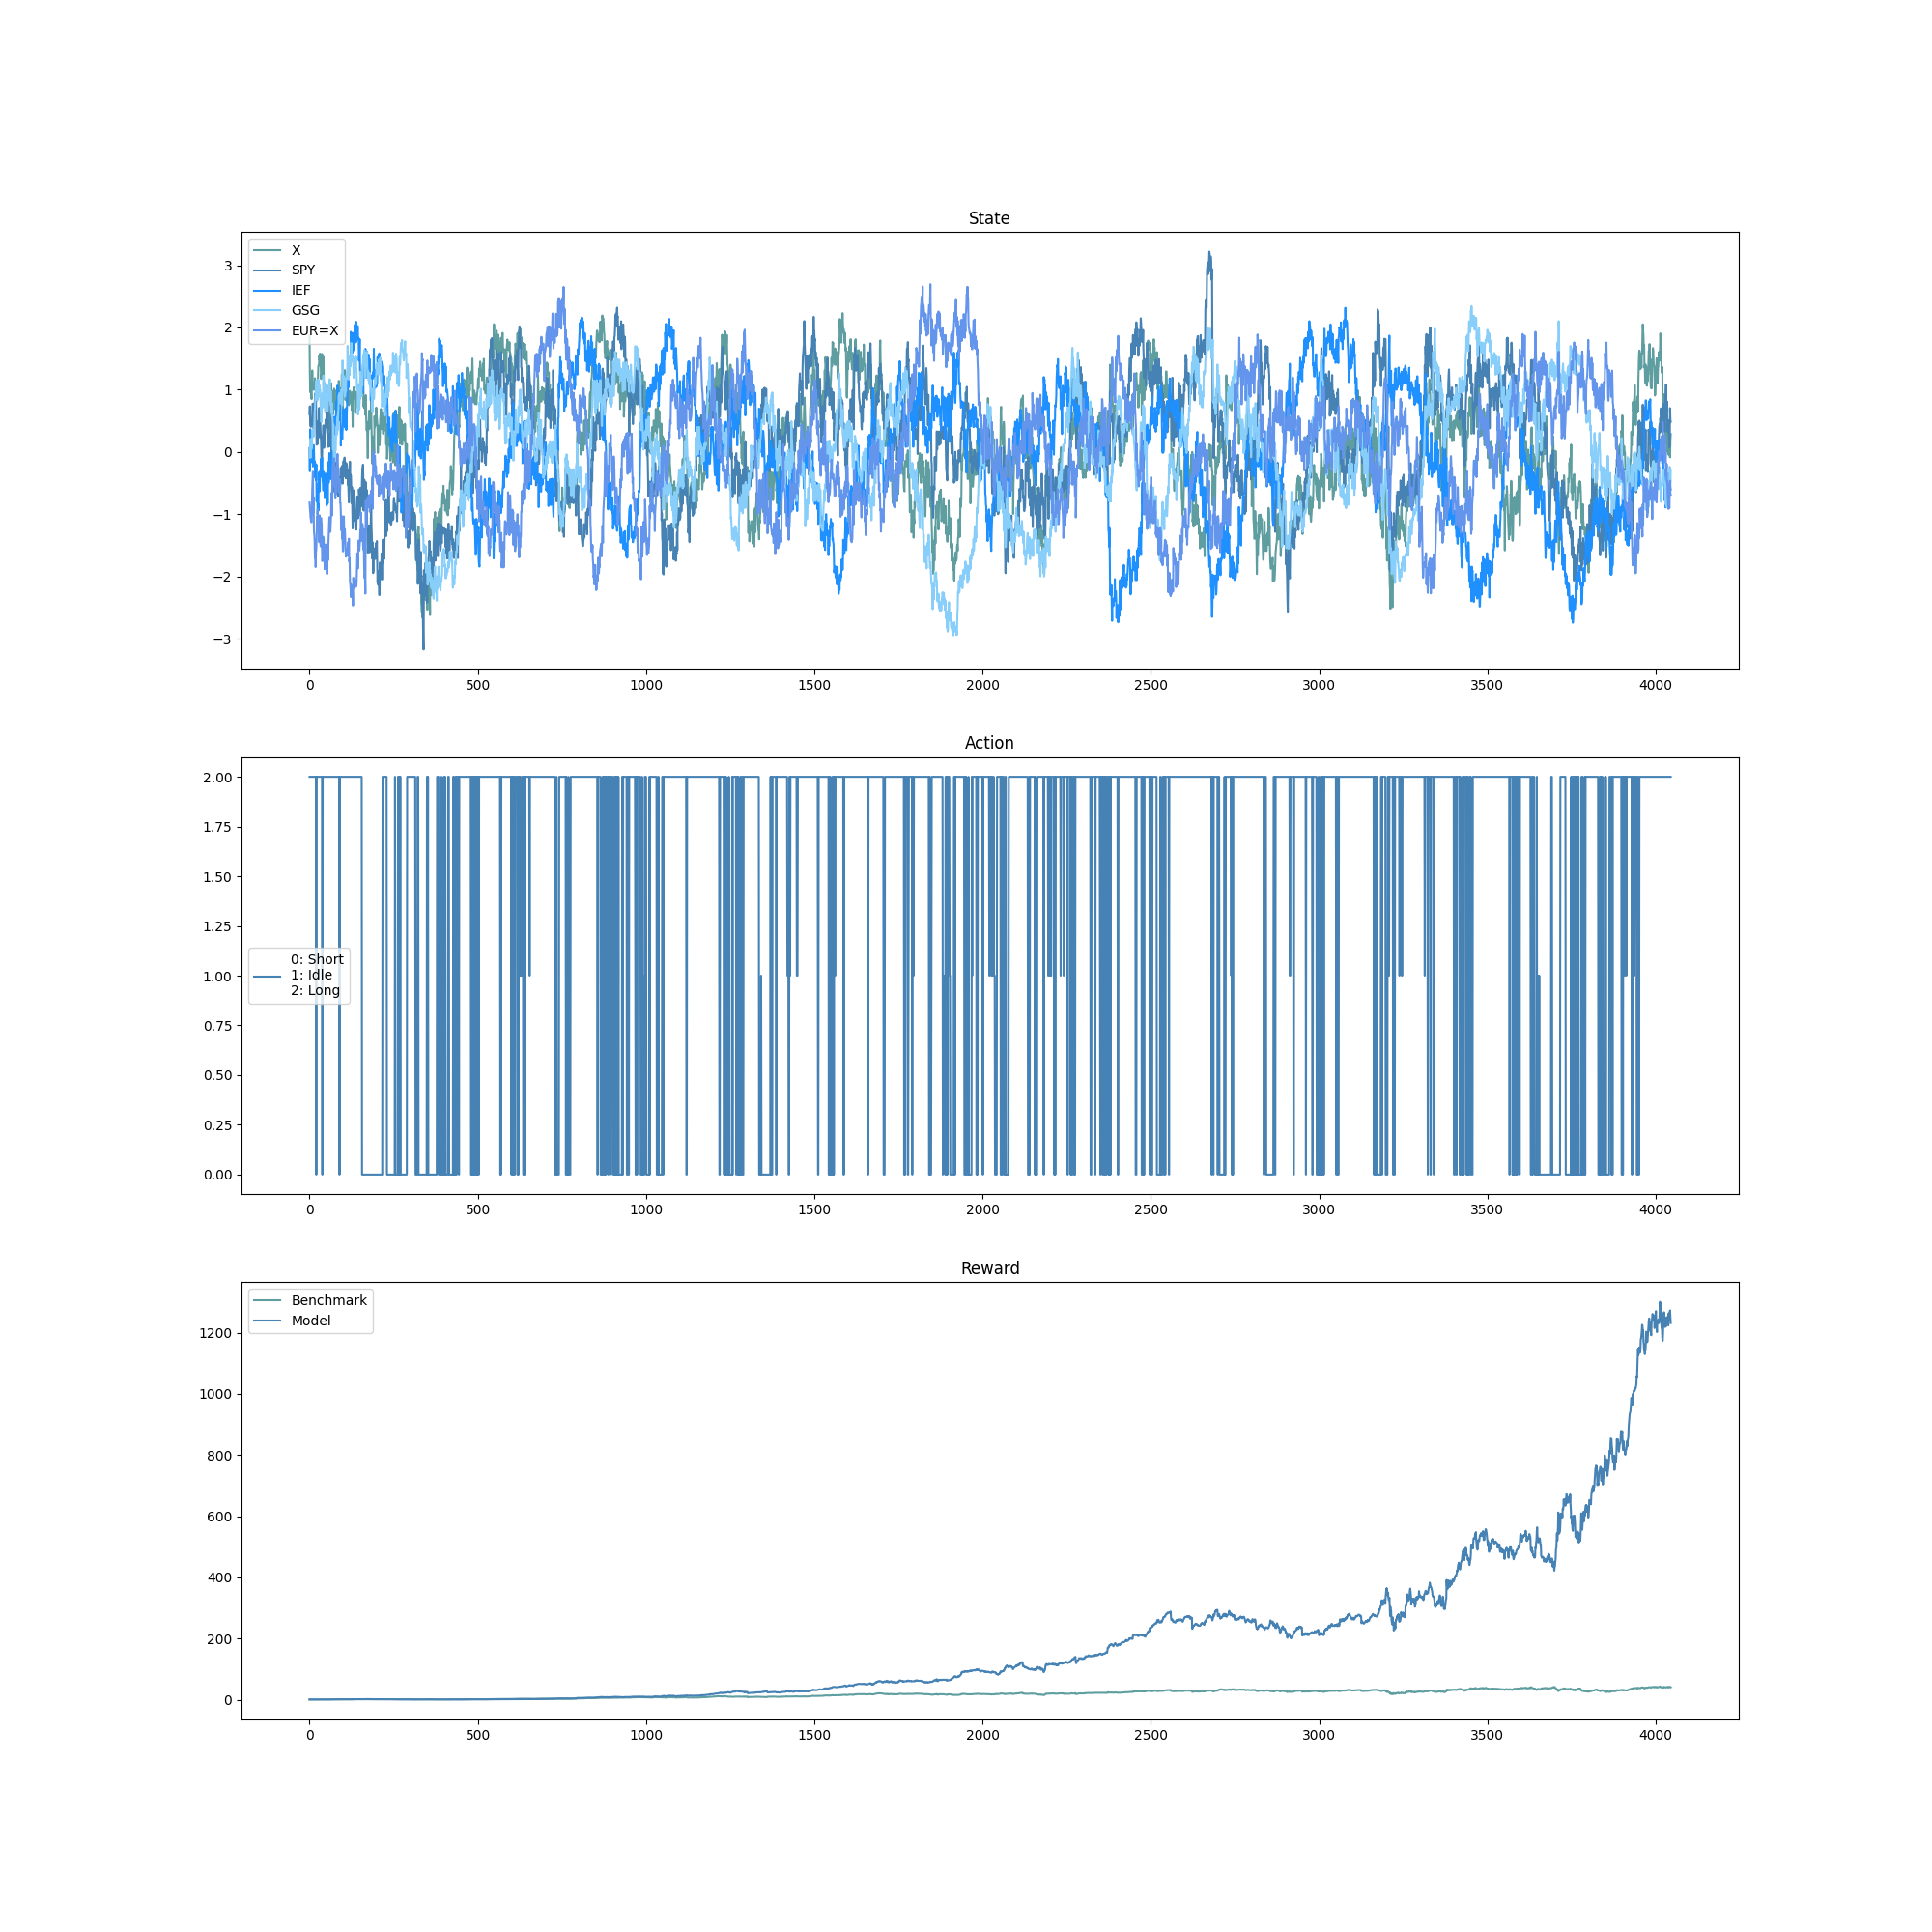 State
X
SPY
IEF
GSG
EUR=X
3
2
1
0
−1
−2
−3
0 500 1000 1500 2000 2500 3000 3500 4000
Action
2.00
1.75
1.50
1.25
1.00
0.75
0.50
0.25
0.00
0: Short
1: Idle
2: Long
0 500 1000 1500 2000 2500 3000 3500 4000
Reward
Benchmark
Model
1200
1000
800
600
400
200
0
0 500 1000 1500 2000 2500 3000 3500 4000